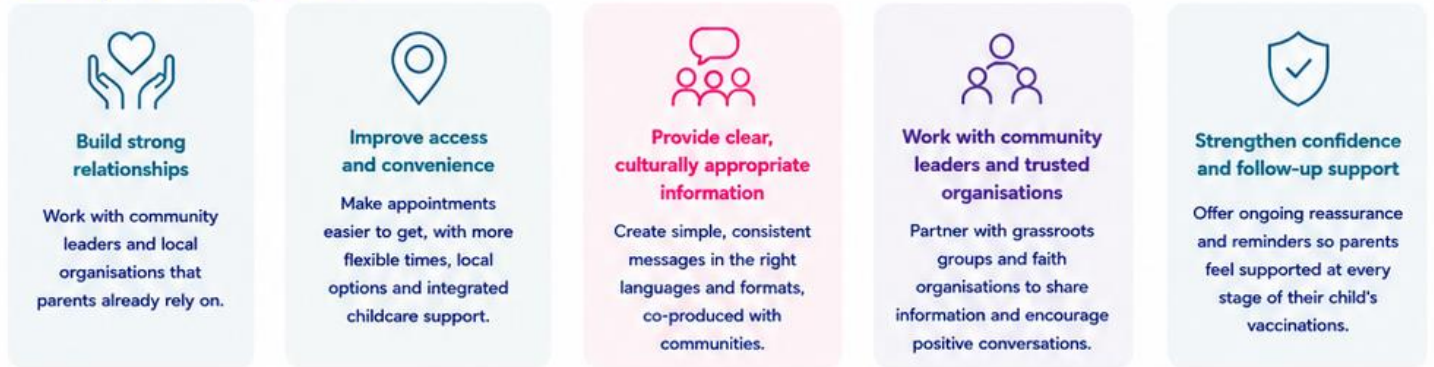 Build strong
relationships
Work with community
leaders and local
organisations that
parents already rely on.
Improve access
and convenience
Make appointments
easier to get, with more
flexible times, local
options and integrated
childcare support.
Provide clear,
culturally appropriate
information
Create simple, consistent
messages in the right
languages and formats,
co-produced with
communities.
Work with community
leaders and trusted
organisations
Partner with grassroots
groups and faith
organisations to share
information and encourage
positive conversations.
Strengthen confidence
and follow-up support
Offer ongoing reassurance
and reminders so parents
feel supported at every
stage of their child's
vaccinations.